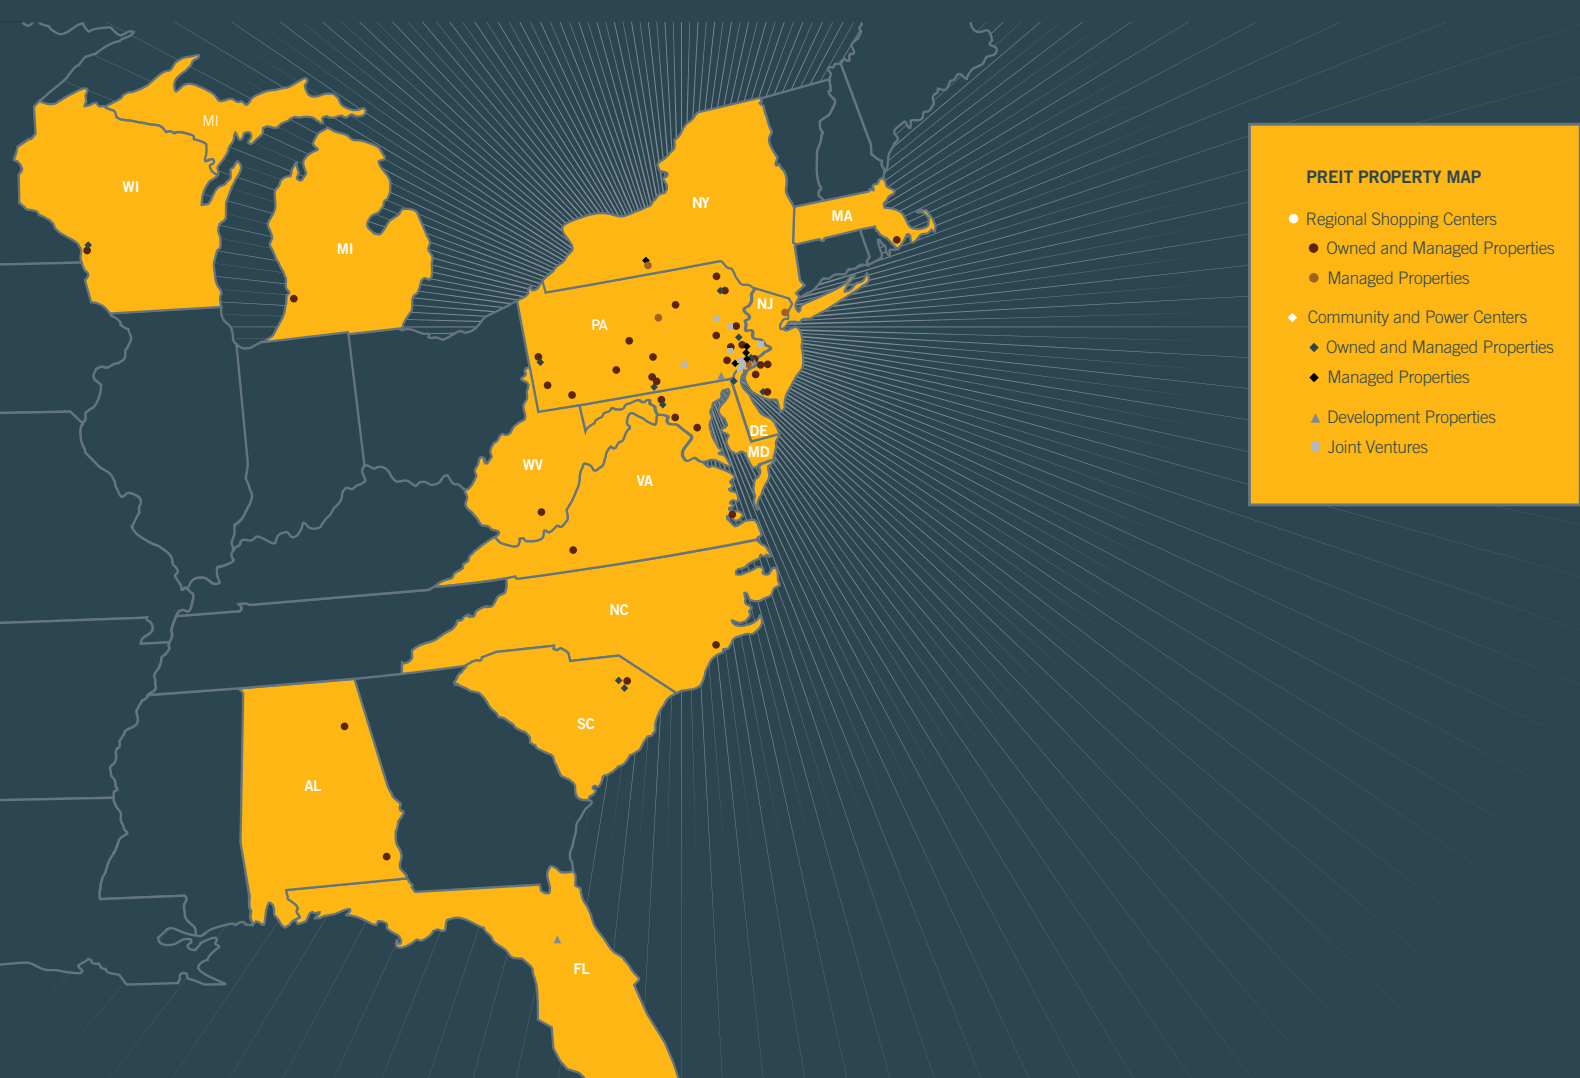 MI
WI
NY
MA
MI
NJ
PA
DE
MD
WV
VA
NC
SC
AL
FL
PREIT PROPERTY MAP
Regional Shopping Centers
Owned and Managed Properties
Managed Properties
Community and Power Centers
Owned and Managed Properties
Managed Properties
Development Properties
Joint Ventures